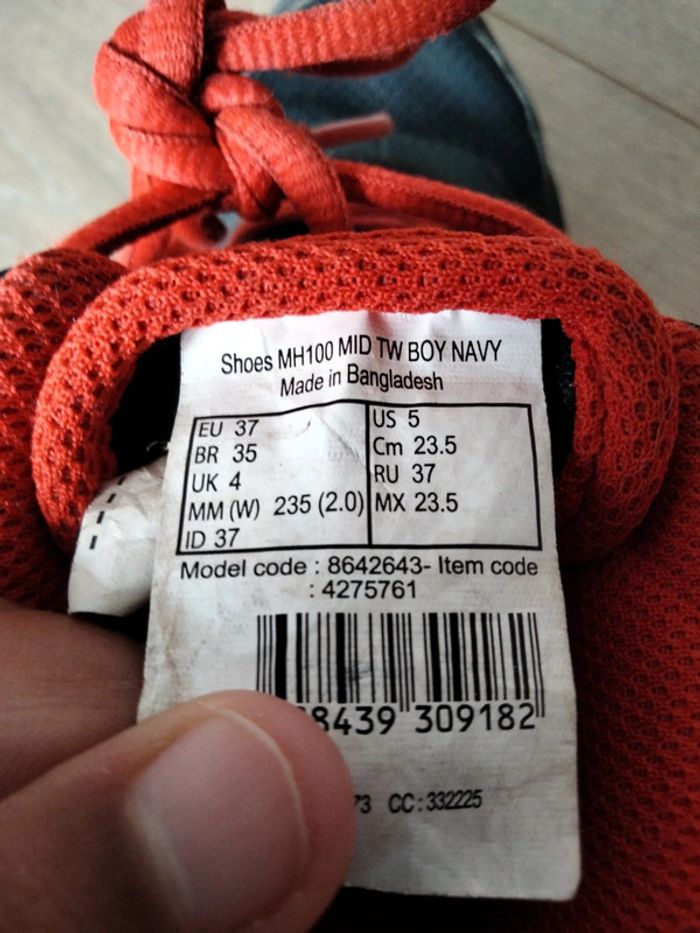 Shoes MH100 MID TW BOY NAVY
Made in Bangladesh
EU 37
BR 35
UK 4
MM (W) 235 (2.0)
ID 37
US 5
Cm 23.5
RU 37
MX 23.5
Model code : 8642643- Item code
: 4275761
8439 309182
73 CC : 332225